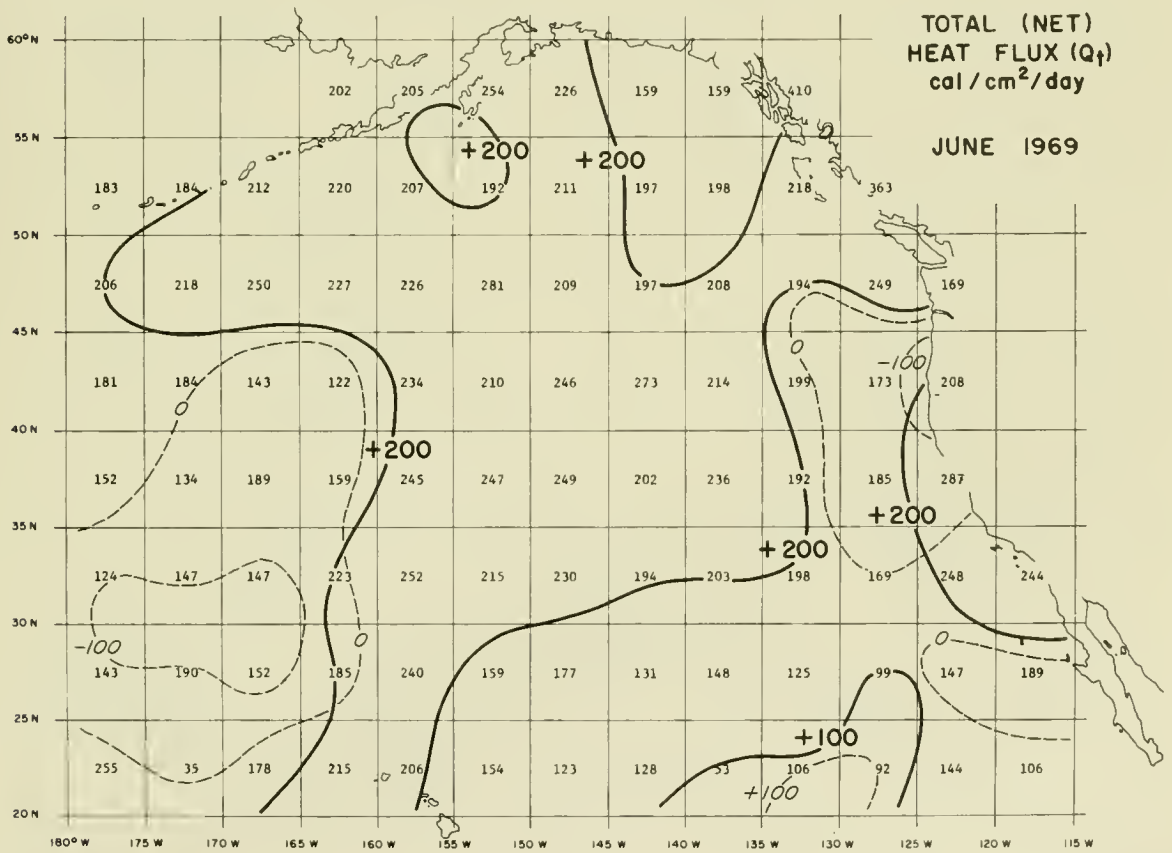 TOTAL (NET)
HEAT FLUX (Qt)
cal/cm²/day
JUNE 1969
60°N
202 205 254 226 159 159 410
55 N
+200 +200
183 184 212 220 207 192 211 197 198 218 363
50 N
206 218 250 227 226 281 209 197 208 194 249 169
45 N
0 -100
181 184 143 122 234 210 246 273 214 199 173 208
0
40 N
+200
152 134 189 159 245 247 249 202 236 192 185 287
+200
35 N
+200
124 147 147 223 252 215 230 194 203 198 169 248 244
30 N
-100 0 0
143 190 152 185 240 159 177 131 148 125 99 147 189
25 N
+100
255 35 178 215 206 154 123 128 53 106 92 144 106
+100
20 N
180° W 175 W 170 W 165 W 160 W 155 W 150 W 145 W 140 W 135 W 130 W 125 W 120 W 115 W